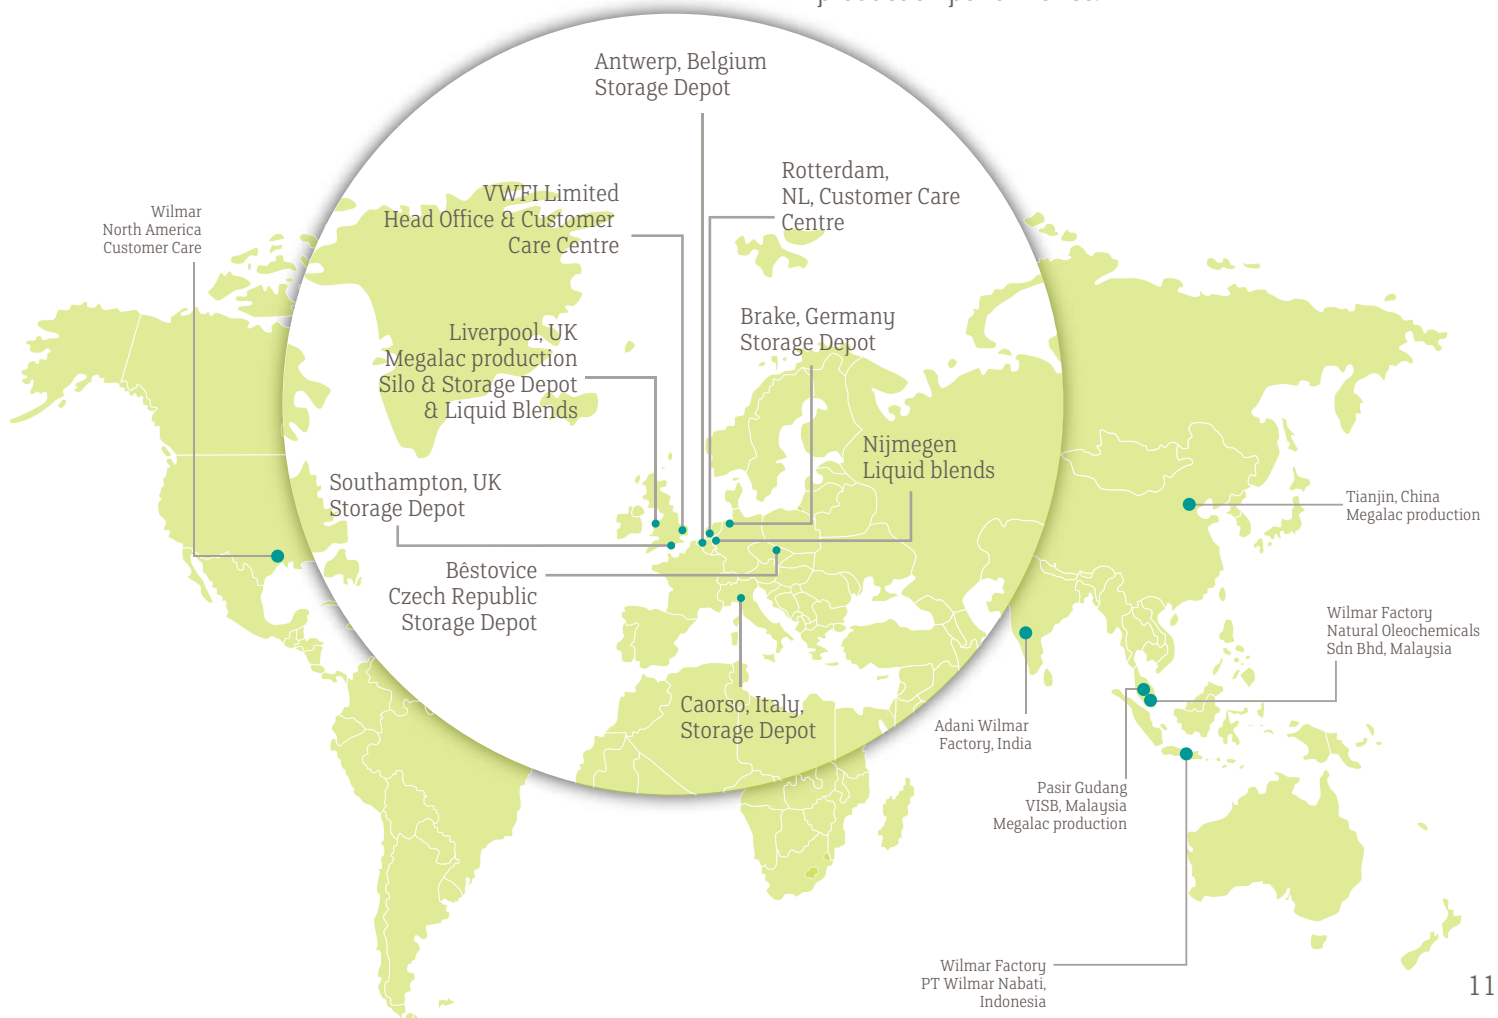 Antwerp, Belgium
Storage Depot
Rotterdam,
NL, Customer Care
Centre
VWFI Limited
Head Office & Customer
Care Centre
Wilmar
North America
Customer Care
Brake, Germany
Storage Depot
Liverpool, UK
Megalac production
Silo & Storage Depot
& Liquid Blends
Nijmegen
Liquid blends
Southampton, UK
Storage Depot
Tianjin, China
Megalac production
Bêstovice
Czech Republic
Storage Depot
Wilmar Factory
Natural Oleochemicals
Sdn Bhd, Malaysia
Caorso, Italy,
Storage Depot
Adani Wilmar
Factory, India
Pasir Gudang
VISB, Malaysia
Megalac production
Wilmar Factory
PT Wilmar Nabati,
Indonesia
11